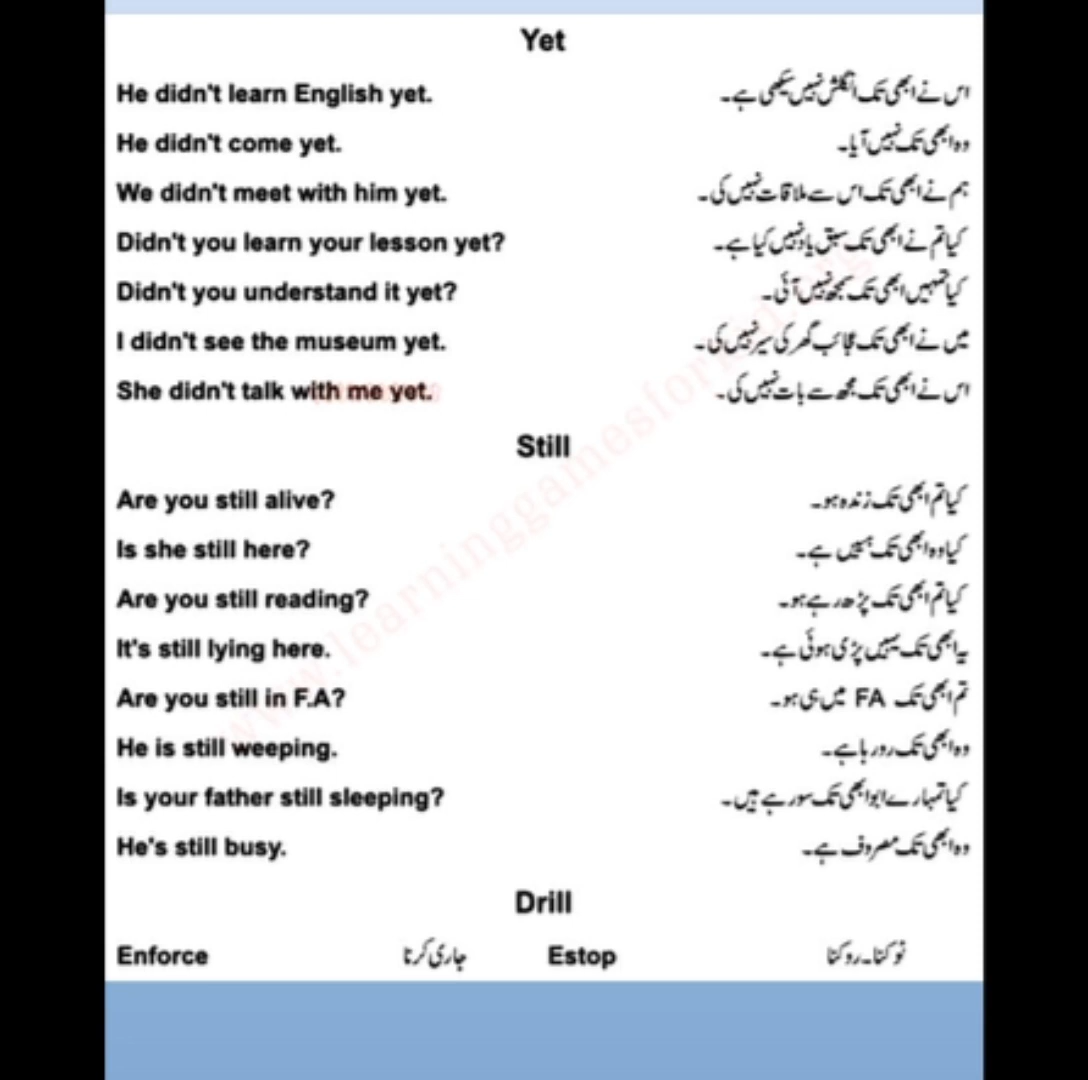 Yet
He didn't learn English yet. اس نے ابھی تک انگلش نہیں سیکھی ہے۔
He didn't come yet. وہ ابھی تک نہیں آیا۔
We didn't meet with him yet. ہم نے ابھی تک اس سے ملاقات نہیں کی۔
Didn't you learn your lesson yet? کیا تم نے ابھی تک سبق یاد نہیں کیا ہے۔
Didn't you understand it yet? کیا تمہیں ابھی تک سمجھ نہیں آئی۔
I didn't see the museum yet. میں نے ابھی تک عجائب گھر کی سیر نہیں کی۔
She didn't talk with me yet. اس نے ابھی تک مجھ سے بات نہیں کی۔
Still
Are you still alive? کیا تم ابھی تک زندہ ہو۔
Is she still here? کیا وہ ابھی تک یہیں ہے۔
Are you still reading? کیا تم ابھی تک پڑھ رہے ہو۔
It's still lying here. یہ ابھی تک یہیں پڑی ہوئی ہے۔
Are you still in F.A? تم ابھی تک FA میں ہی ہو۔
He is still weeping. وہ ابھی تک رو رہا ہے۔
Is your father still sleeping? کیا تمہارے ابو ابھی تک سو رہے ہیں۔
He's still busy. وہ ابھی تک مصروف ہے۔
Drill
Enforce جاری کرنا Estop ٹوکنا۔روکنا